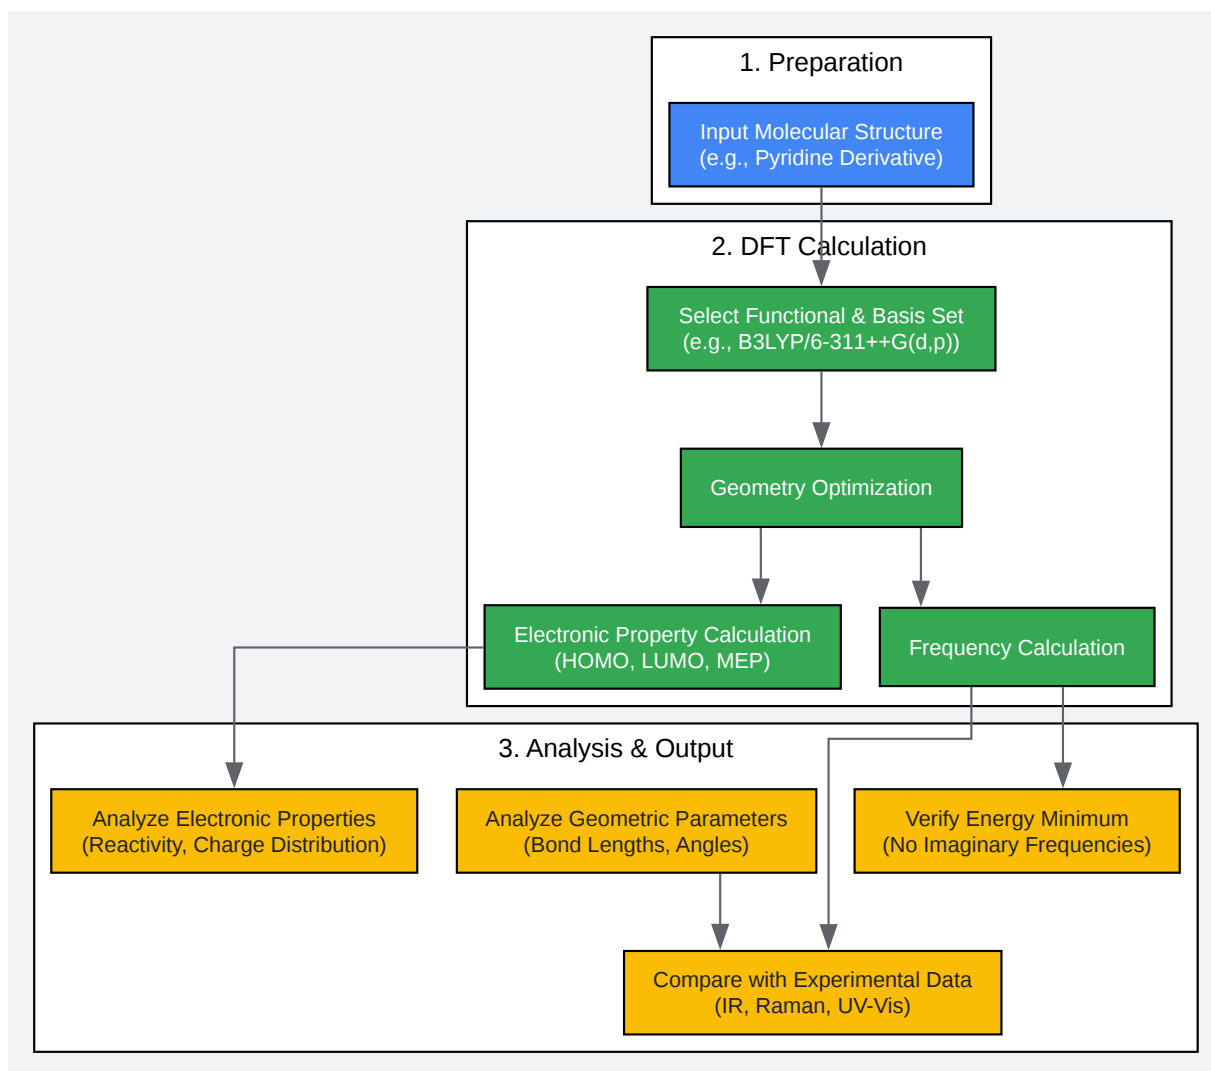 1. Preparation
Input Molecular Structure
(e.g., Pyridine Derivative)
2. DFT Calculation
Select Functional & Basis Set
(e.g., B3LYP/6-311++G(d,p))
Geometry Optimization
Electronic Property Calculation
(HOMO, LUMO, MEP)
Frequency Calculation
3. Analysis & Output
Analyze Electronic Properties
(Reactivity, Charge Distribution)
Analyze Geometric Parameters
(Bond Lengths, Angles)
Verify Energy Minimum
(No Imaginary Frequencies)
Compare with Experimental Data
(IR, Raman, UV-Vis)